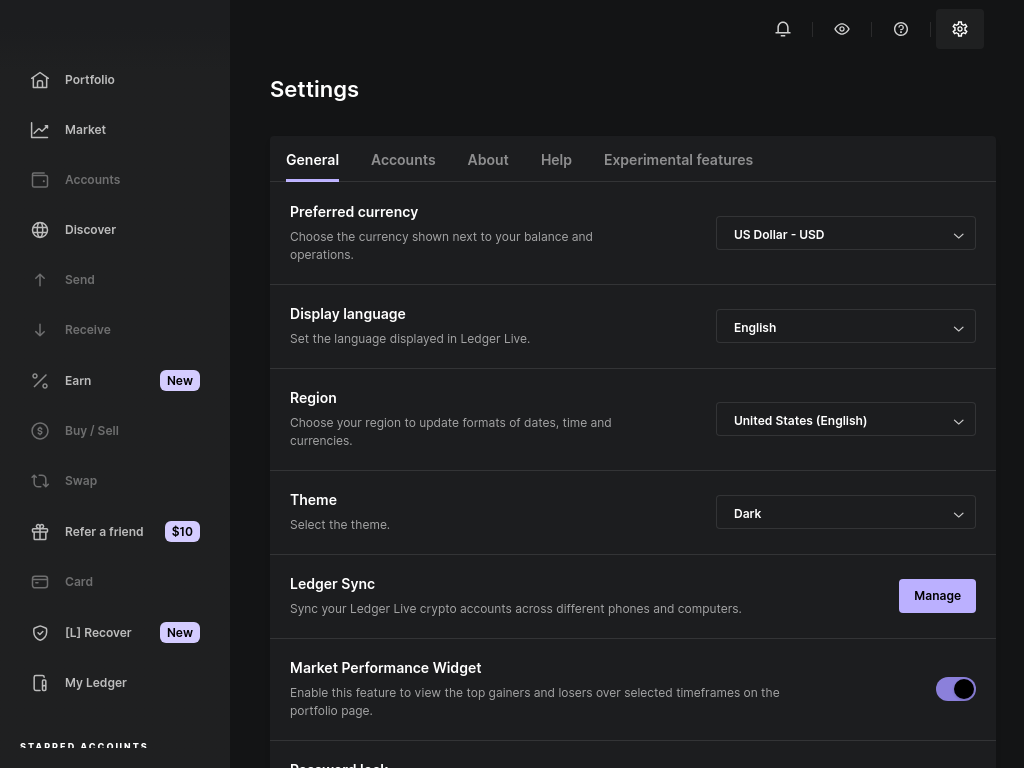 Settings
Portfolio
Market
Accounts
Discover
Send
Receive
Earn New
Buy / Sell
Swap
Refer a friend $10
Card
[L] Recover New
My Ledger
STARRED ACCOUNTS
General Accounts About Help Experimental features
Preferred currency
Choose the currency shown next to your balance and
operations.
US Dollar - USD
Display language
Set the language displayed in Ledger Live.
English
Region
Choose your region to update formats of dates, time and
currencies.
United States (English)
Theme
Select the theme.
Dark
Ledger Sync
Sync your Ledger Live crypto accounts across different phones and computers.
Manage
Market Performance Widget
Enable this feature to view the top gainers and losers over selected timeframes on the
portfolio page.
Password lock